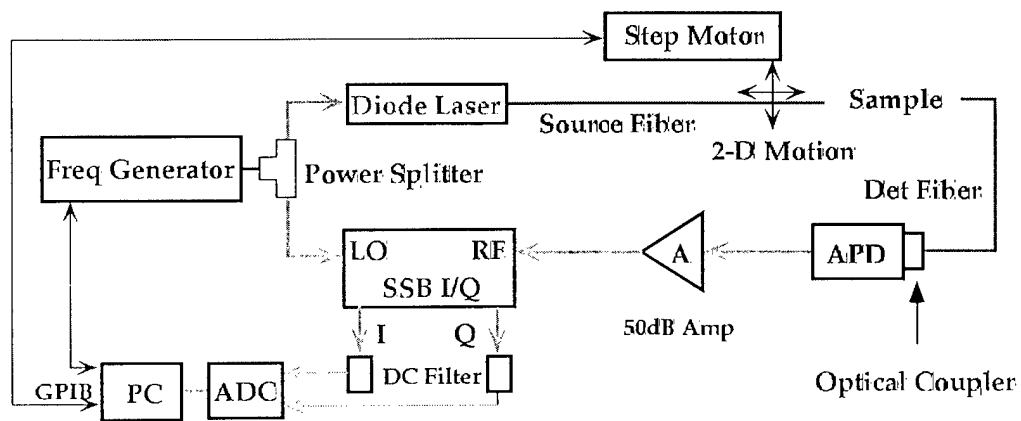 Step Moton
Diode Laser
Sample
Source Fiber
2-D Motion
Freq Generator
Power Splitter
Det Fiber
LO RF
SSB I/Q
A
APD
50dB Amp
I Q
DC Filter
Optical Coupler
GPIB
PC
ADC